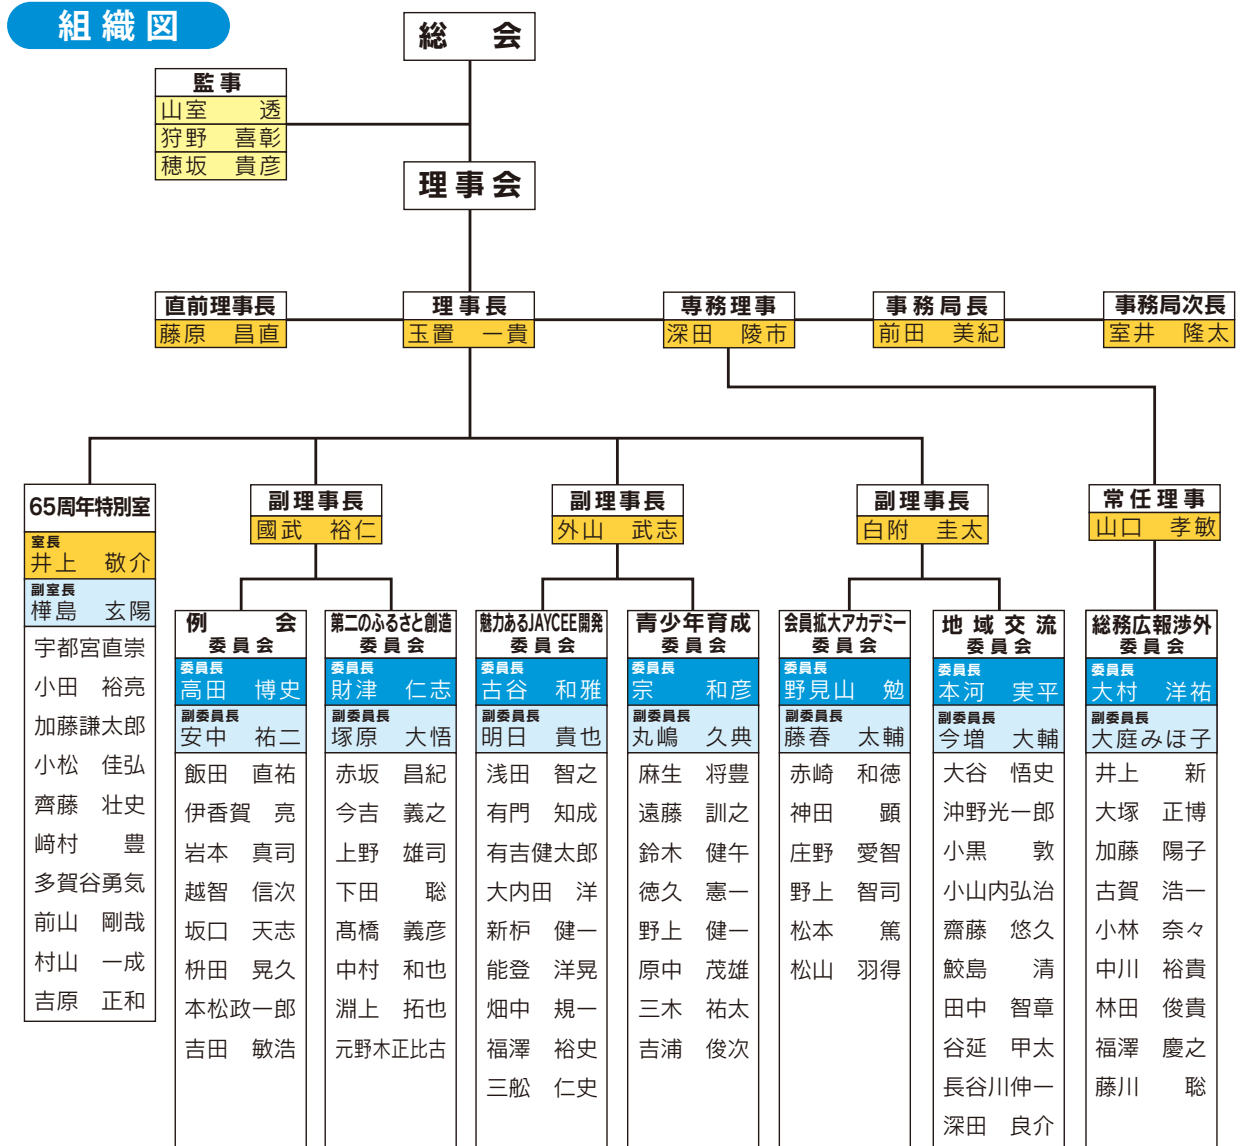 組織図
総　会
監事
山室　透
狩野　喜彰
穂坂　貴彦
理事会
直前理事長
藤原　昌直
理事長
玉置　一貴
専務理事
深田　陵市
事務局長
前田　美紀
事務局次長
室井　隆太
65周年特別室
室長
井上　敬介
副室長
樺島　玄陽
宇都宮直崇
小田　裕亮
加藤謙太郎
小松　佳弘
齊藤　壮史
﨑村　豊
多賀谷勇気
前山　剛哉
村山　一成
吉原　正和
副理事長
國武　裕仁
例　会
委員会
委員長
高田　博史
副委員長
安中　祐二
飯田　直祐
伊香賀　亮
岩本　真司
越智　信次
坂口　天志
枡田　晃久
本松政一郎
吉田　敏浩
第二のふるさと創造
委員会
委員長
財津　仁志
副委員長
塚原　大悟
赤坂　昌紀
今吉　義之
上野　雄司
下田　聡
髙橋　義彦
中村　和也
淵上　拓也
元野木正比古
副理事長
外山　武志
魅力あるJAYCEE開発
委員会
委員長
古谷　和雅
副委員長
明日　貴也
浅田　智之
有門　知成
有吉健太郎
大内田　洋
新枦　健一
能登　洋晃
畑中　規一
福澤　裕史
三舩　仁史
青少年育成
委員会
委員長
宗　和彦
副委員長
丸嶋　久典
麻生　将豊
遠藤　訓之
鈴木　健午
徳久　憲一
野上　健一
原中　茂雄
三木　祐太
吉浦　俊次
副理事長
白附　圭太
会員拡大アカデミー
委員会
委員長
野見山　勉
副委員長
藤春　太輔
赤崎　和徳
神田　顕
庄野　愛智
野上　智司
松本　篤
松山　羽得
地域交流
委員会
委員長
本河　実平
副委員長
今増　大輔
大谷　悟史
沖野光一郎
小黒　敦
小山内弘治
齋藤　悠久
鮫島　清
田中　智章
谷延　甲太
長谷川伸一
深田　良介
常任理事
山口　孝敏
総務広報渉外
委員会
委員長
大村　洋祐
副委員長
大庭みほ子
井上　新
大塚　正博
加藤　陽子
古賀　浩一
小林　奈々
中川　裕貴
林田　俊貴
福澤　慶之
藤川　聡